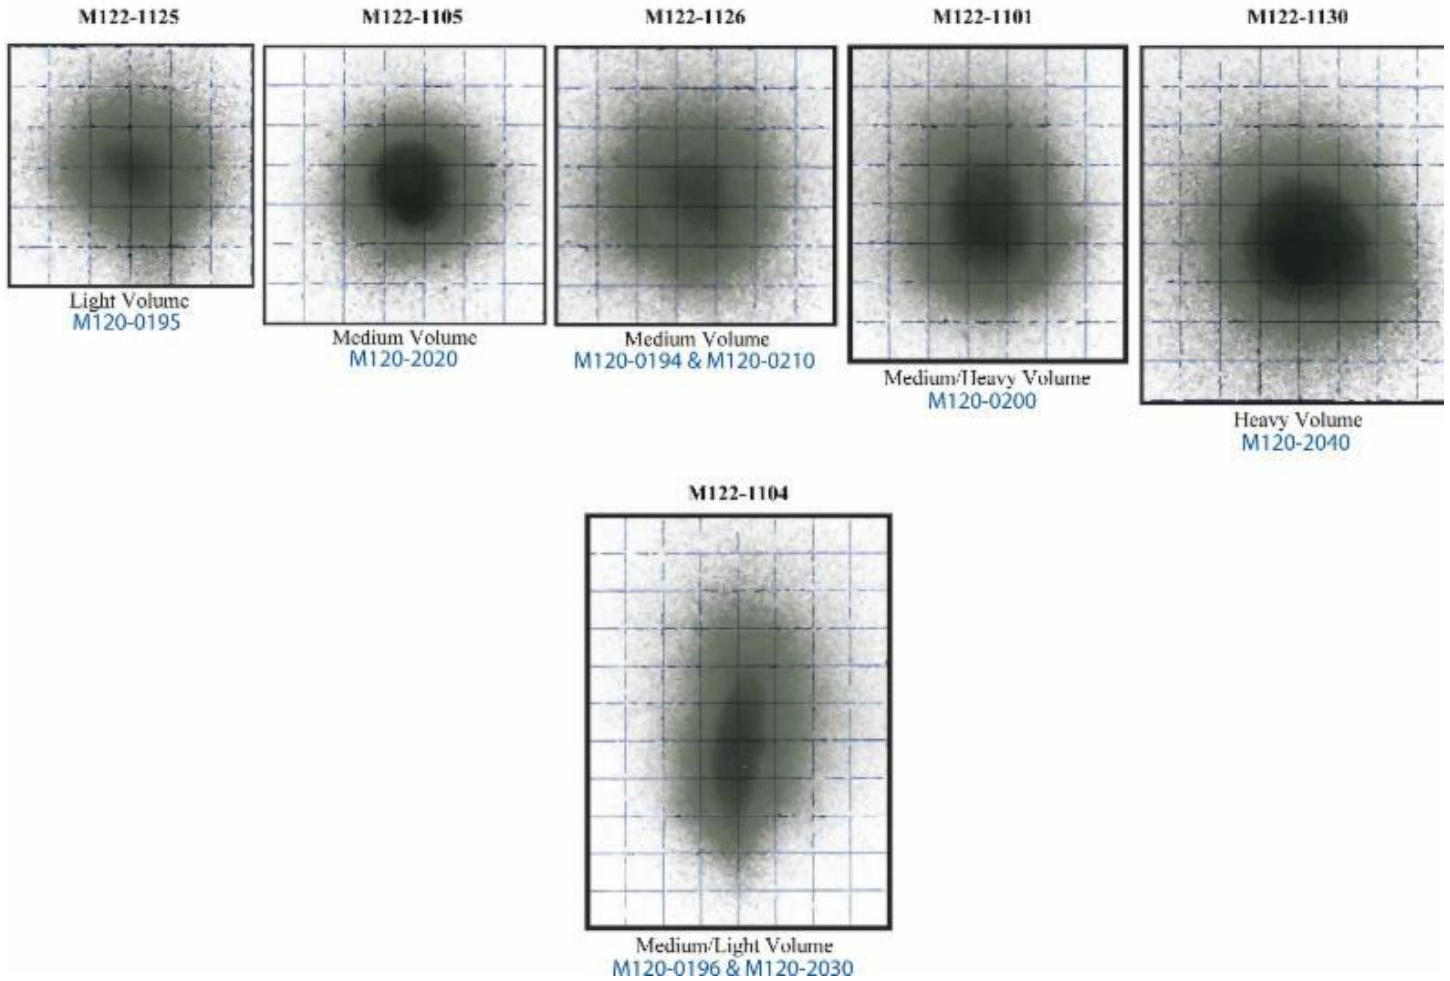 M122-1125
M122-1105
M122-1126
M122-1101
M122-1130
Light Volume
M120-0195
Medium Volume
M120-2020
Medium Volume
M120-0194 & M120-0210
Medium/Heavy Volume
M120-0200
Heavy Volume
M120-2040
M122-1104
Medium/Light Volume
M120-0196 & M120-2030